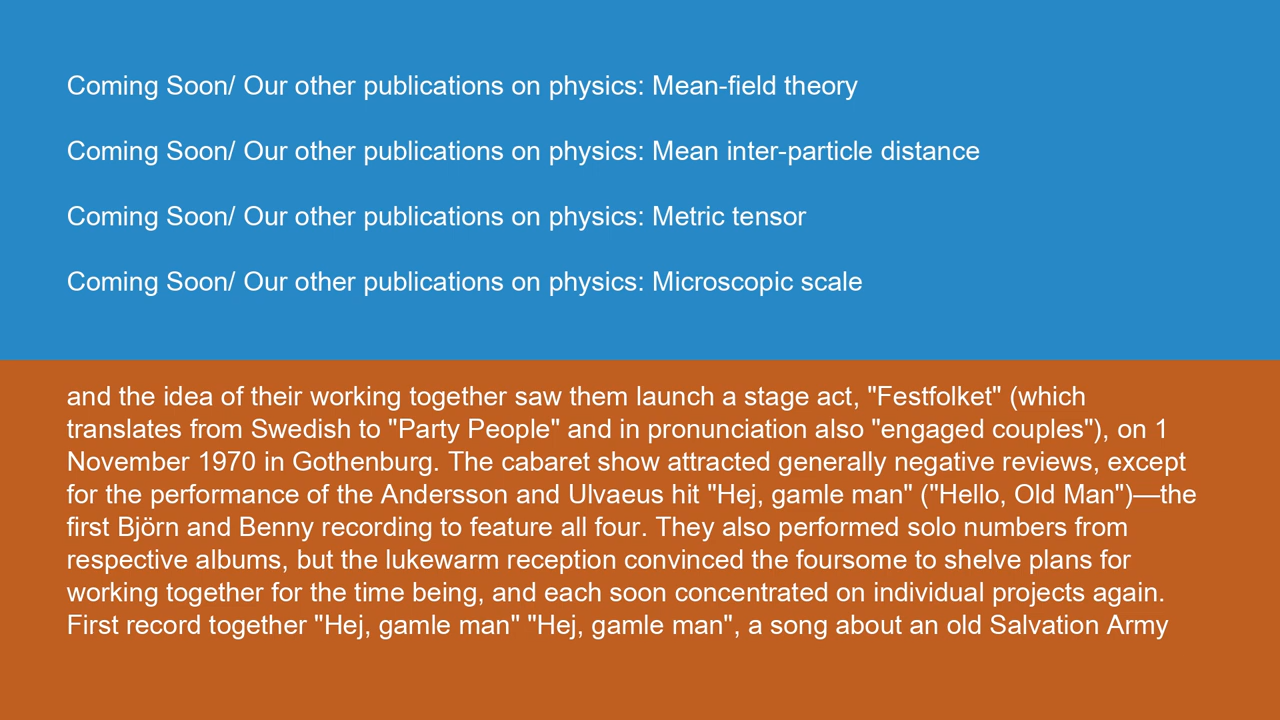 Coming Soon/ Our other publications on physics: Mean-field theory
Coming Soon/ Our other publications on physics: Mean inter-particle distance
Coming Soon/ Our other publications on physics: Metric tensor
Coming Soon/ Our other publications on physics: Microscopic scale
and the idea of their working together saw them launch a stage act, "Festfolket" (which
translates from Swedish to "Party People" and in pronunciation also "engaged couples"), on 1
November 1970 in Gothenburg. The cabaret show attracted generally negative reviews, except
for the performance of the Andersson and Ulvaeus hit "Hej, gamle man" ("Hello, Old Man")—the
first Björn and Benny recording to feature all four. They also performed solo numbers from
respective albums, but the lukewarm reception convinced the foursome to shelve plans for
working together for the time being, and each soon concentrated on individual projects again.
First record together "Hej, gamle man" "Hej, gamle man", a song about an old Salvation Army